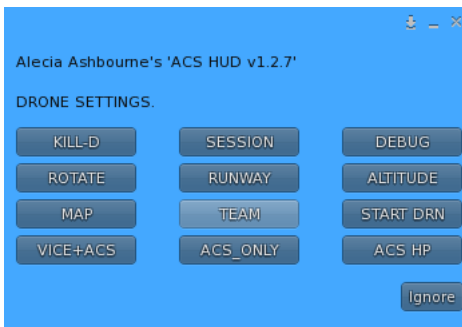 Alecia Ashbourne's 'ACS HUD v1.2.7'
DRONE SETTINGS.
KILL-D SESSION DEBUG
ROTATE RUNWAY ALTITUDE
MAP TEAM START DRN
VICE+ACS ACS_ONLY ACS HP
Ignore